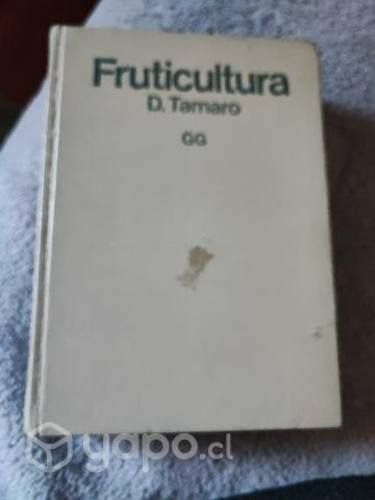 Fruticultura
D. Tamaro
GG
yapo.cl